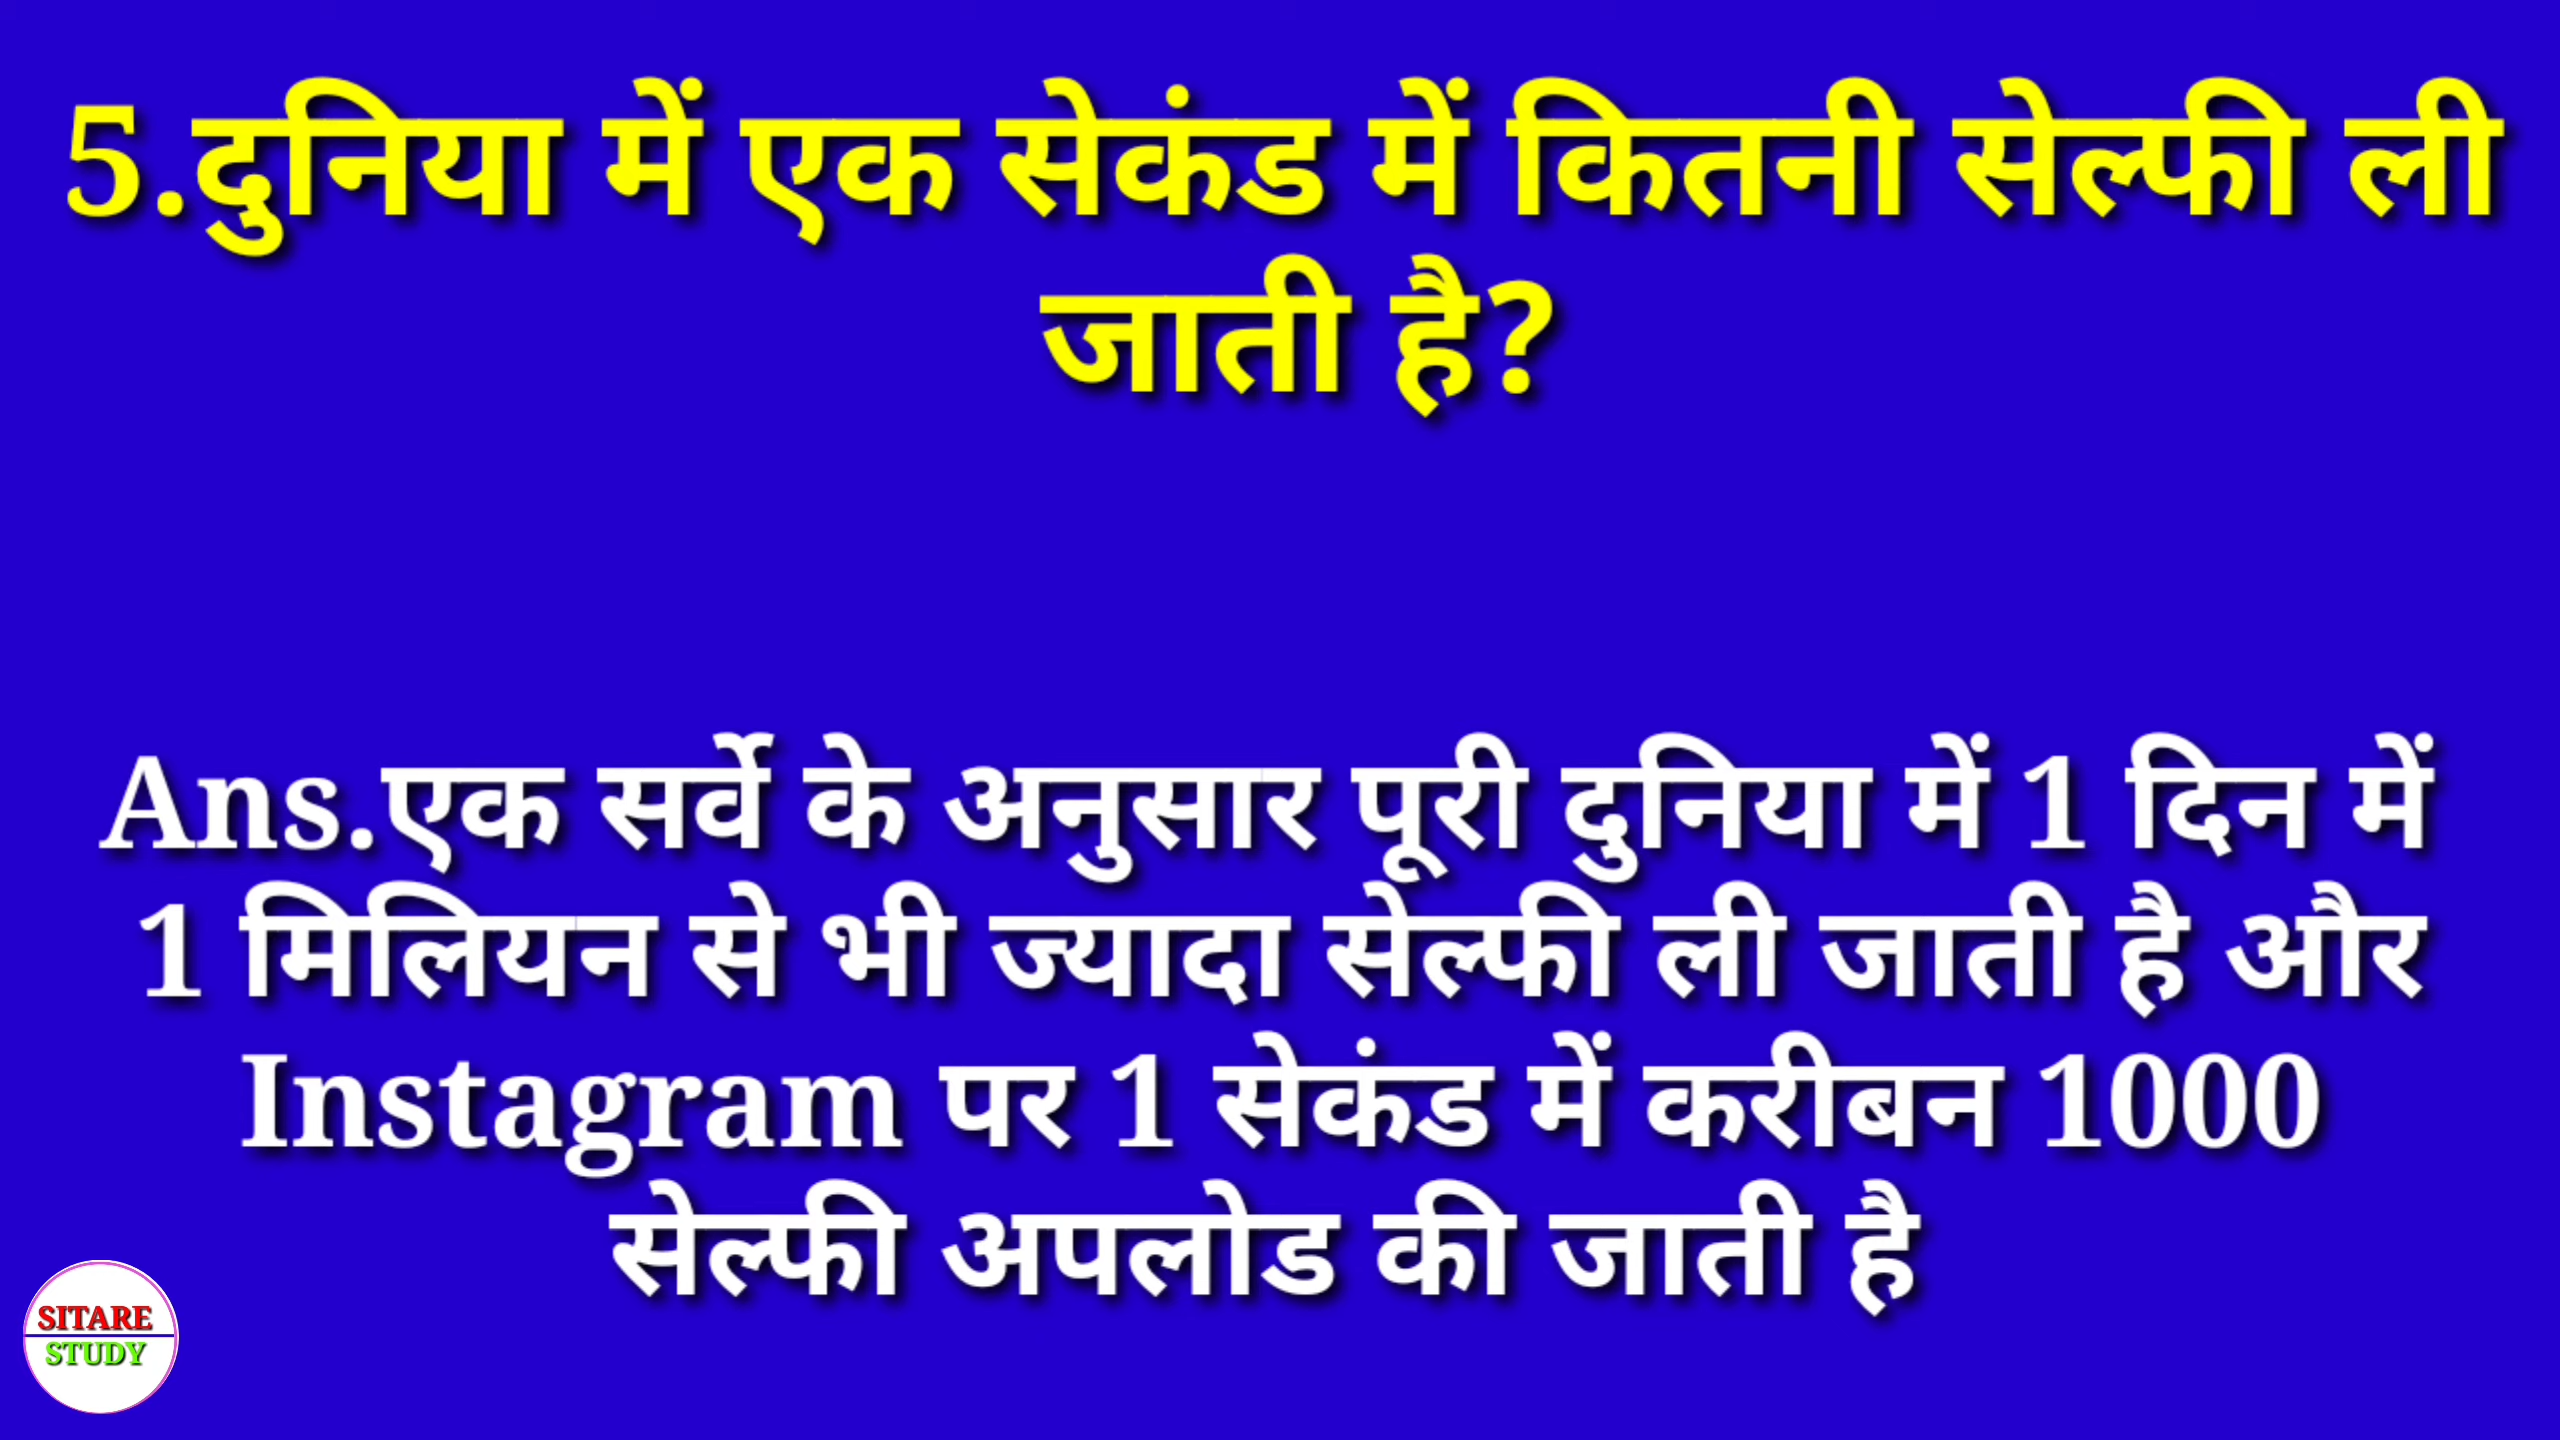 5.दुनिया में एक सेकंड में कितनी सेल्फी ली
जाती है?
Ans.एक सर्वे के अनुसार पूरी दुनिया में 1 दिन में
1 मिलियन से भी ज्यादा सेल्फी ली जाती है और
Instagram पर 1 सेकंड में करीबन 1000
सेल्फी अपलोड की जाती है
SITARE
STUDY